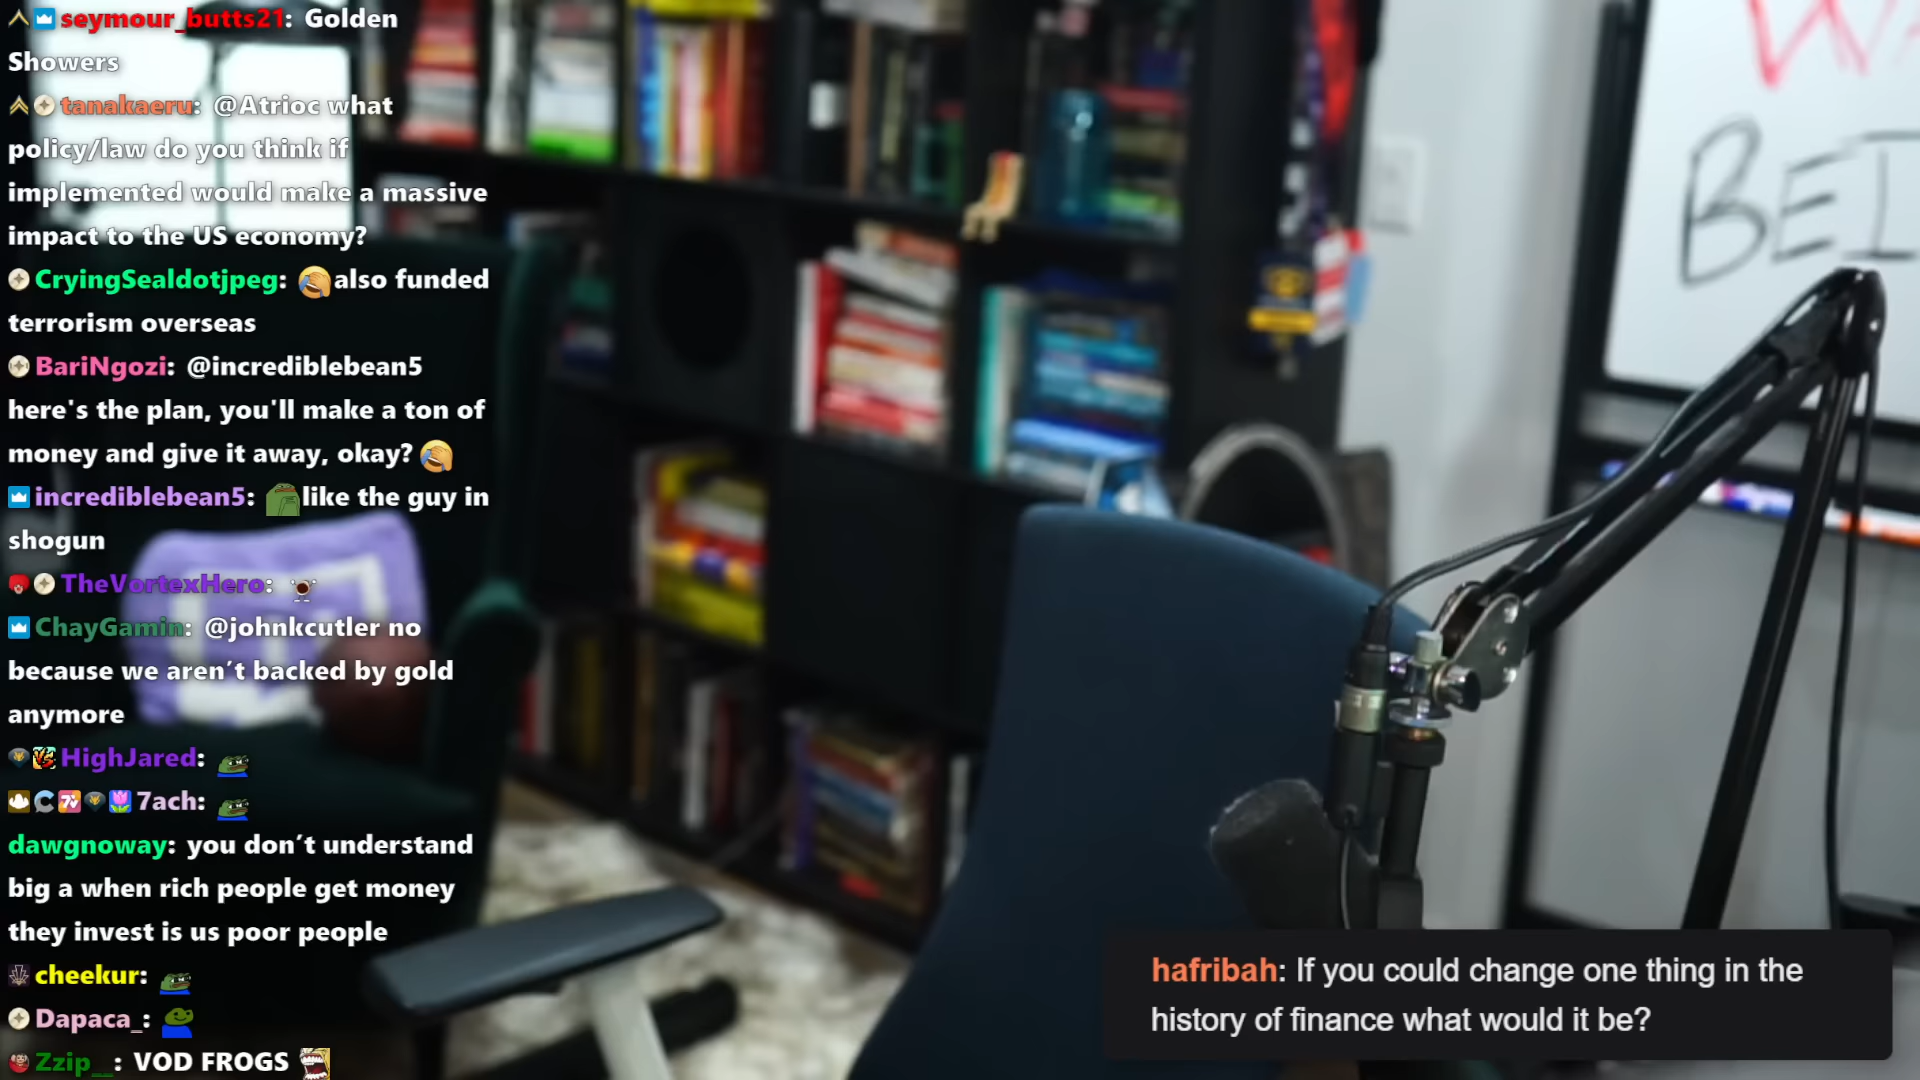 seymour_butts21: Golden
Showers
tanakaeru: @Atrioc what
policy/law do you think if
implemented would make a massive
impact to the US economy?
CryingSealdotjpeg: also funded
terrorism overseas
BariNgozi: @incrediblebean5
here's the plan, you'll make a ton of
money and give it away, okay?
incrediblebean5: like the guy in
shogun
TheVortexHero:
ChayGamin: @johnkcutler no
because we aren't backed by gold
anymore
HighJared:
7ach:
dawgnoway: you don't understand
big a when rich people get money
they invest is us poor people
cheekur:
Dapaca_:
Zzip__: VOD FROGS
BEI
hafribah: If you could change one thing in the
history of finance what would it be?